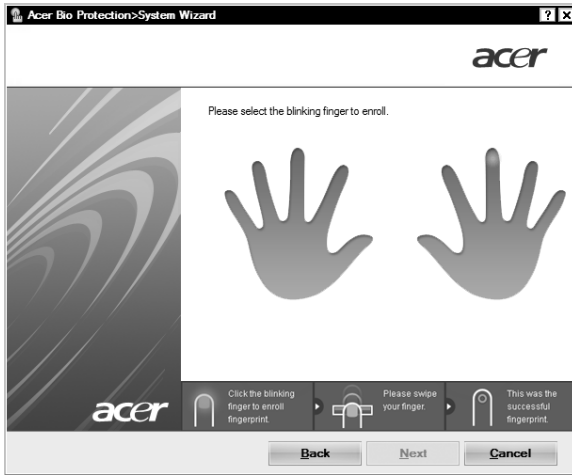 Acer Bio Protection>System Wizard
acer
Please select the blinking finger to enroll.
acer
Click the blinking
finger to enroll
fingerprint.
Please swipe
your finger.
This was the
successful
fingerprint.
Back
Next
Cancel